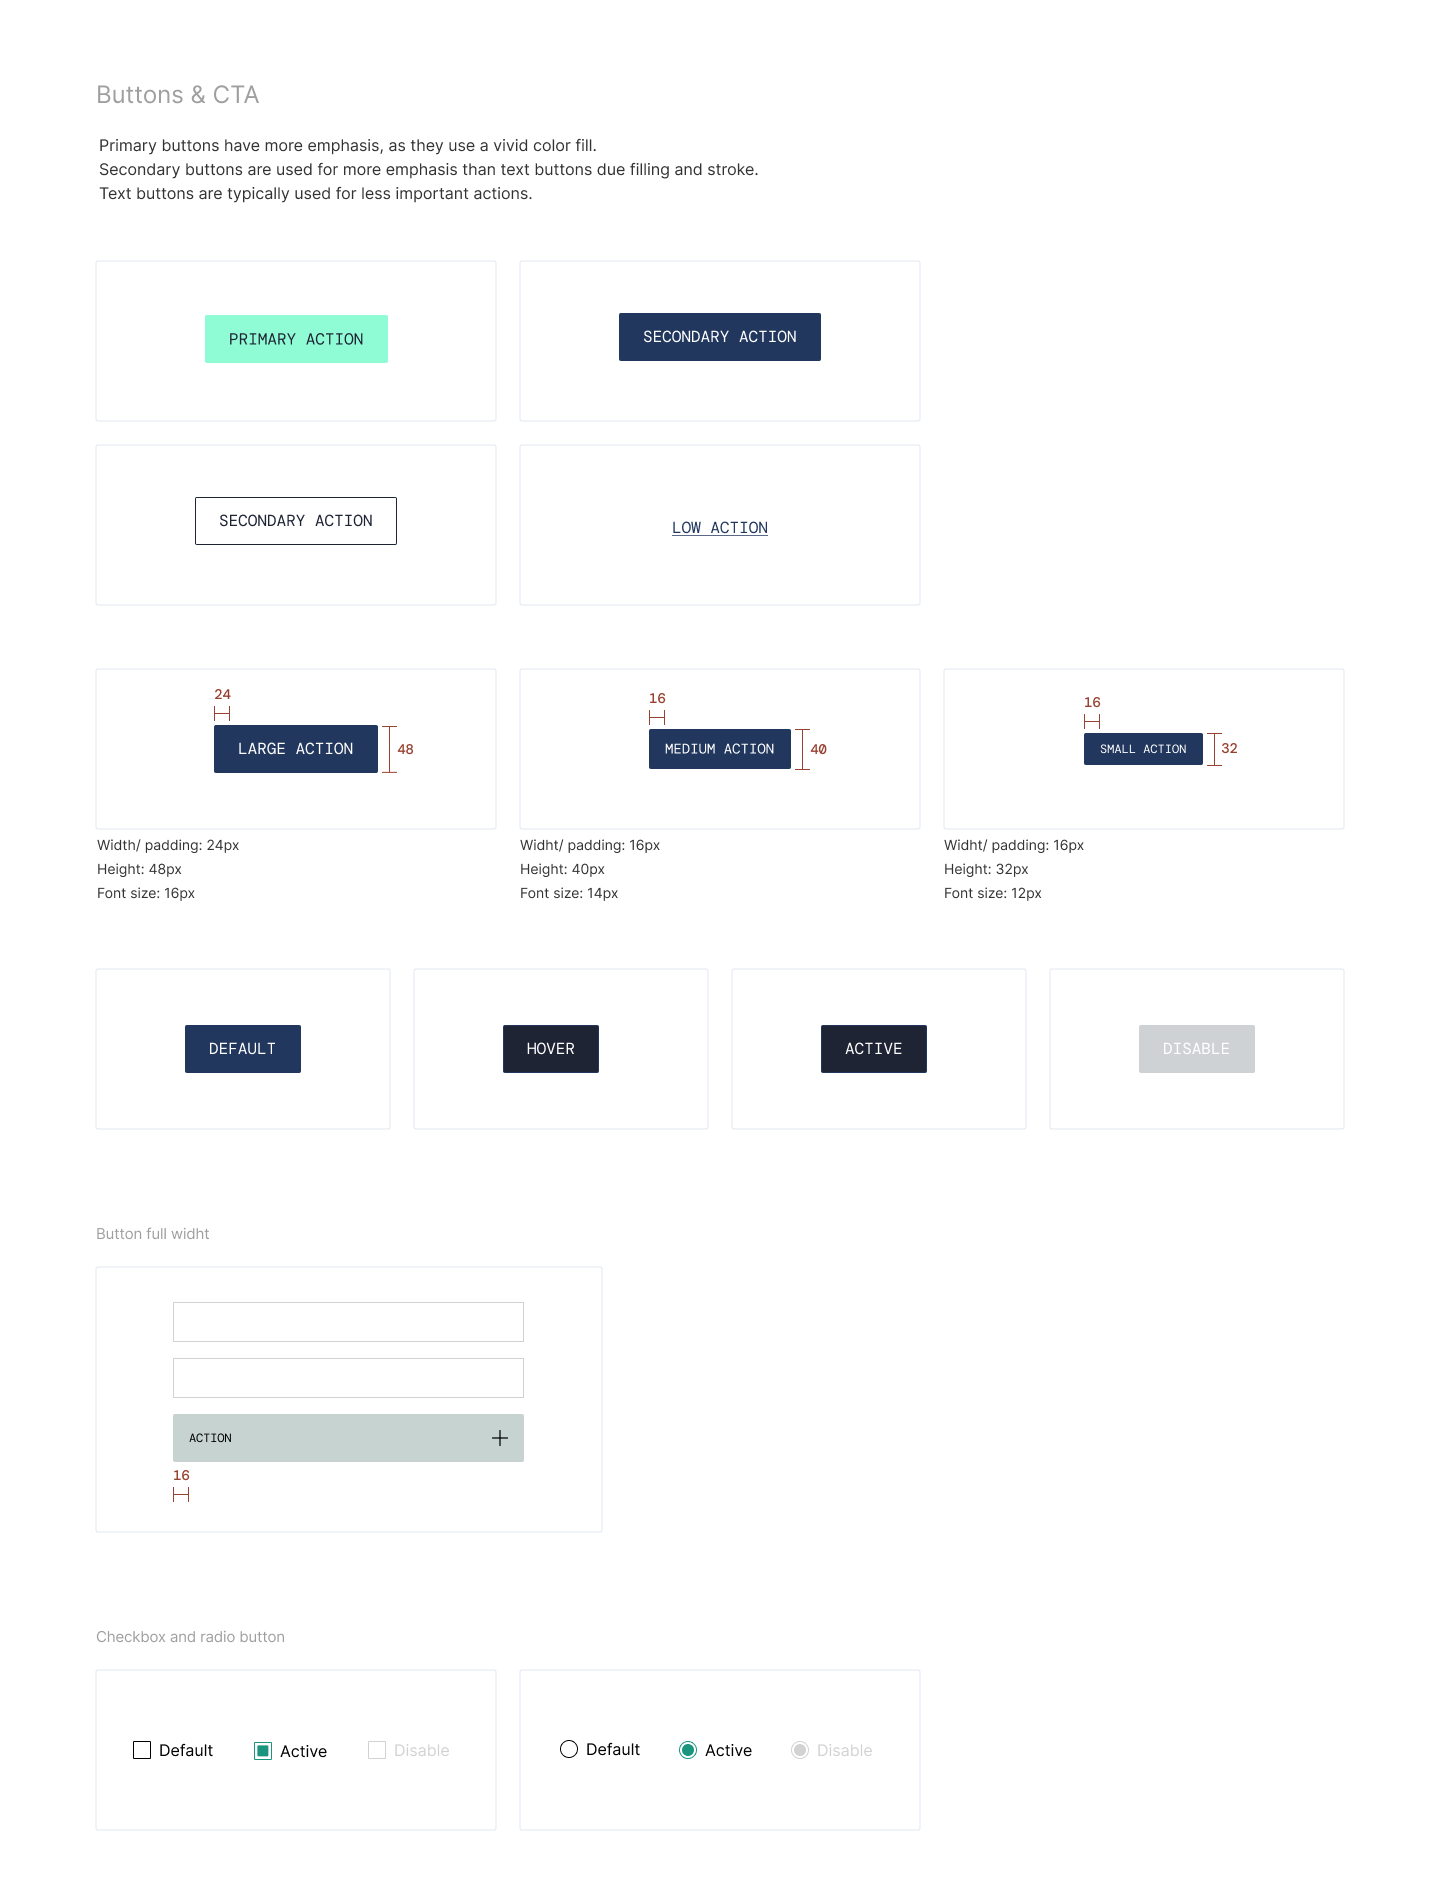 Buttons & CTA
Primary buttons have more emphasis, as they use a vivid color fill.
Secondary buttons are used for more emphasis than text buttons due filling and stroke.
Text buttons are typically used for less important actions.
PRIMARY ACTION
SECONDARY ACTION
SECONDARY ACTION
LOW ACTION
24
LARGE ACTION
48
Width/ padding: 24px
Height: 48px
Font size: 16px
16
MEDIUM ACTION
40
Widht/ padding: 16px
Height: 40px
Font size: 14px
16
SMALL ACTION
32
Widht/ padding: 16px
Height: 32px
Font size: 12px
DEFAULT
HOVER
ACTIVE
DISABLE
Button full widht
ACTION
16
Checkbox and radio button
Default
Active
Disable
Default
Active
Disable